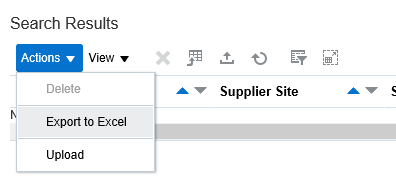 Search Results
Actions View
Delete
Supplier Site
Export to Excel
Upload